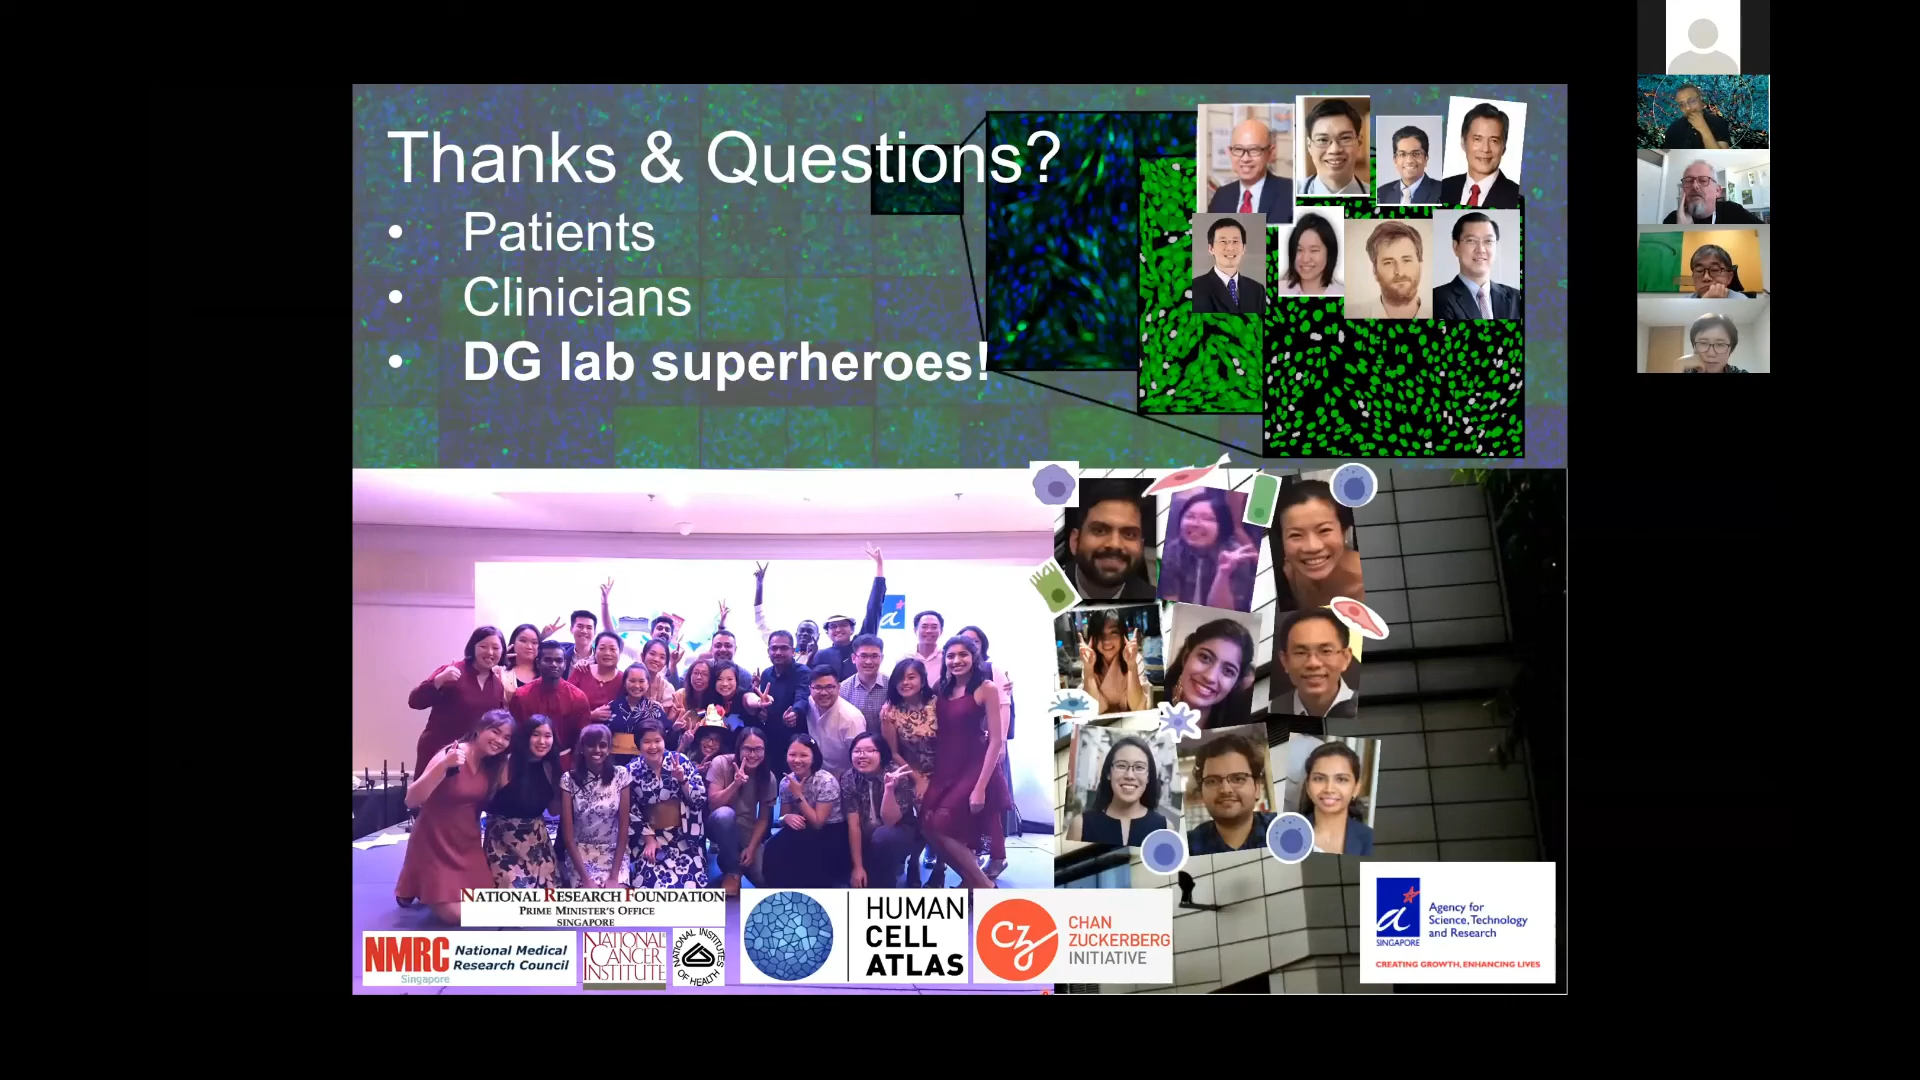 Thanks & Questions?
• Patients
• Clinicians
• DG lab superheroes!
NATIONAL RESEARCH FOUNDATION
PRIME MINISTER'S OFFICE
SINGAPORE
NMRC National Medical
Research Council
Singapore
NATIONAL
CANCER
INSTITUTE
NATIONAL INSTITUTES
OF HEALTH
HUMAN
CELL
ATLAS
CZ
CHAN
ZUCKERBERG
INITIATIVE
a
SINGAPORE
Agency for
Science, Technology
and Research
CREATING GROWTH, ENHANCING LIVES